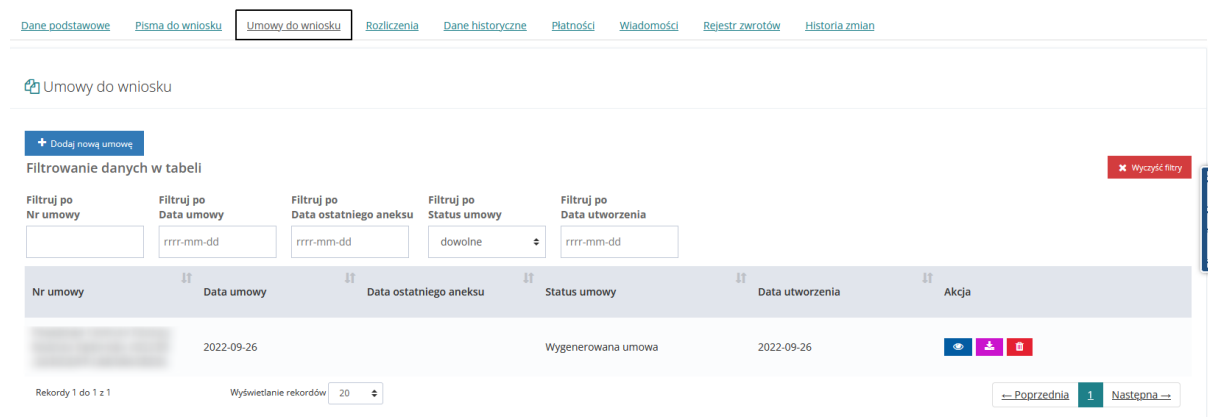 Dane podstawowe Pisma do wniosku Umowy do wniosku Rozliczenia Dane historyczne Płatności Wiadomości Rejestr zwrotów Historia zmian
Umowy do wniosku
+ Dodaj nową umowę
Filtrowanie danych w tabeli
Wyczyść filtry
Filtruj po Filtruj po Filtruj po Filtruj po Filtruj po
Nr umowy Data umowy Data ostatniego aneksu Status umowy Data utworzenia
rrrr-mm-dd rrrr-mm-dd dowolne rrrr-mm-dd
Nr umowy Data umowy Data ostatniego aneksu Status umowy Data utworzenia Akcja
2022-09-26 Wygenerowana umowa 2022-09-26
Rekordy 1 do 1 z 1 Wyświetlanie rekordów 20 ← Poprzednia 1 Następna →